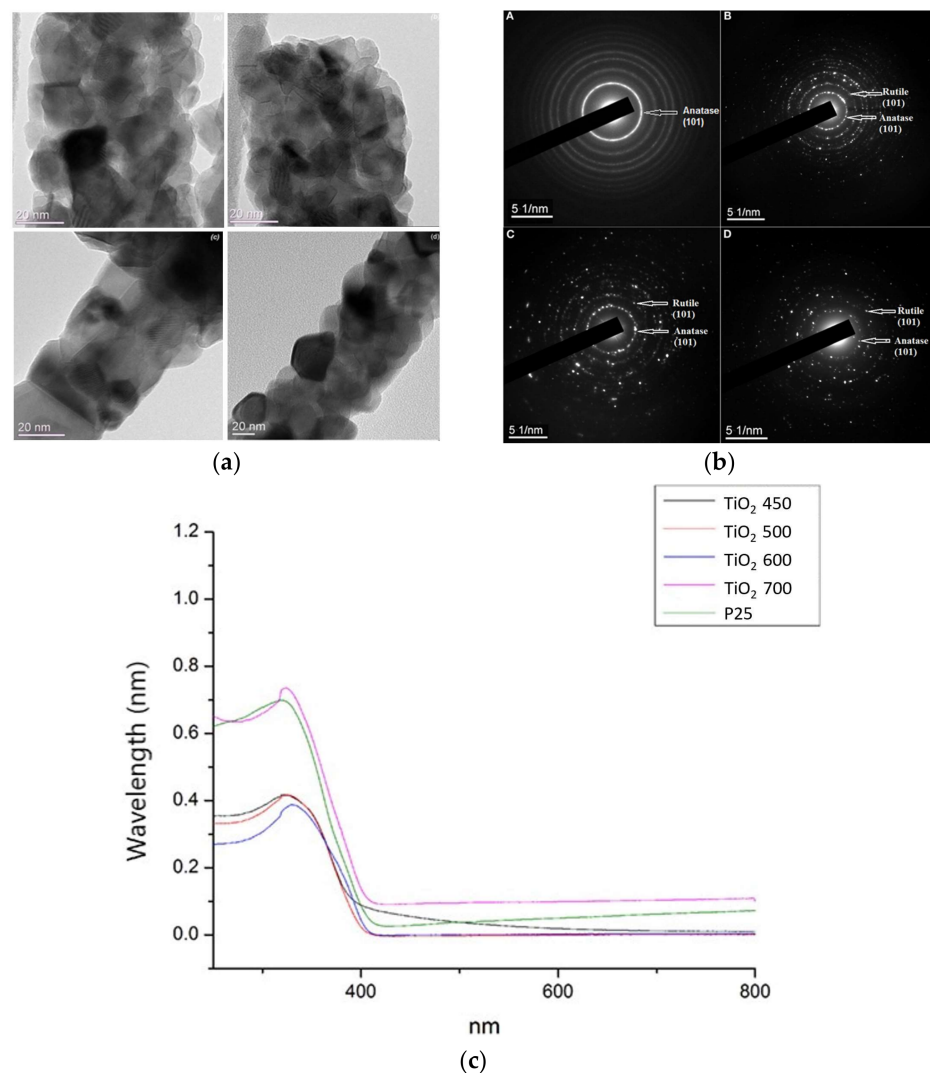 (a)
(b)
20 nm
20 nm
(c)
(d)
20 nm
20 nm
(a)
A
Anatase
(101)
5 1/nm
B
Rutile
(101)
Anatase
(101)
5 1/nm
C
Rutile
(101)
Anatase
(101)
5 1/nm
D
Rutile
(101)
Anatase
(101)
5 1/nm
(b)
TiO₂ 450
TiO₂ 500
TiO₂ 600
TiO₂ 700
P25
1.2
1.0
0.8
0.6
0.4
0.2
0.0
Wavelength (nm)
400
600
800
nm
(c)